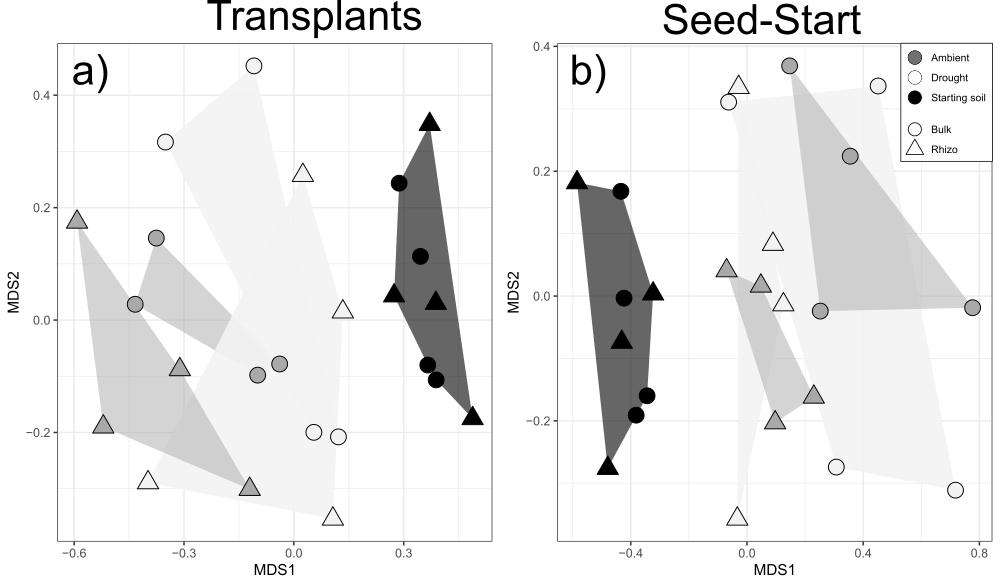 Transplants
Seed-Start
a)
0.4
0.2
0.0
−0.2
MDS2
−0.6
−0.3
0.0
0.3
MDS1
b)
0.4
0.2
0.0
−0.2
MDS2
−0.4
0.0
0.4
0.8
MDS1
Ambient
Drought
Starting soil
Bulk
Rhizo